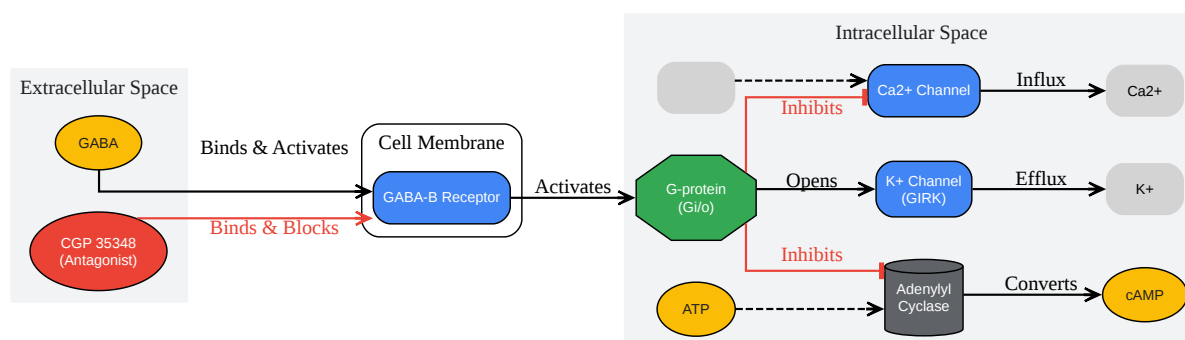 Intracellular Space
Extracellular Space
GABA
Binds & Activates
Cell Membrane
GABA-B Receptor
Binds & Blocks
CGP 35348
(Antagonist)
Activates
G-protein
(Gi/o)
Inhibits
Ca2+ Channel
Influx
Ca2+
Opens
K+ Channel
(GIRK)
Efflux
K+
Inhibits
ATP
Adenylyl
Cyclase
Converts
cAMP